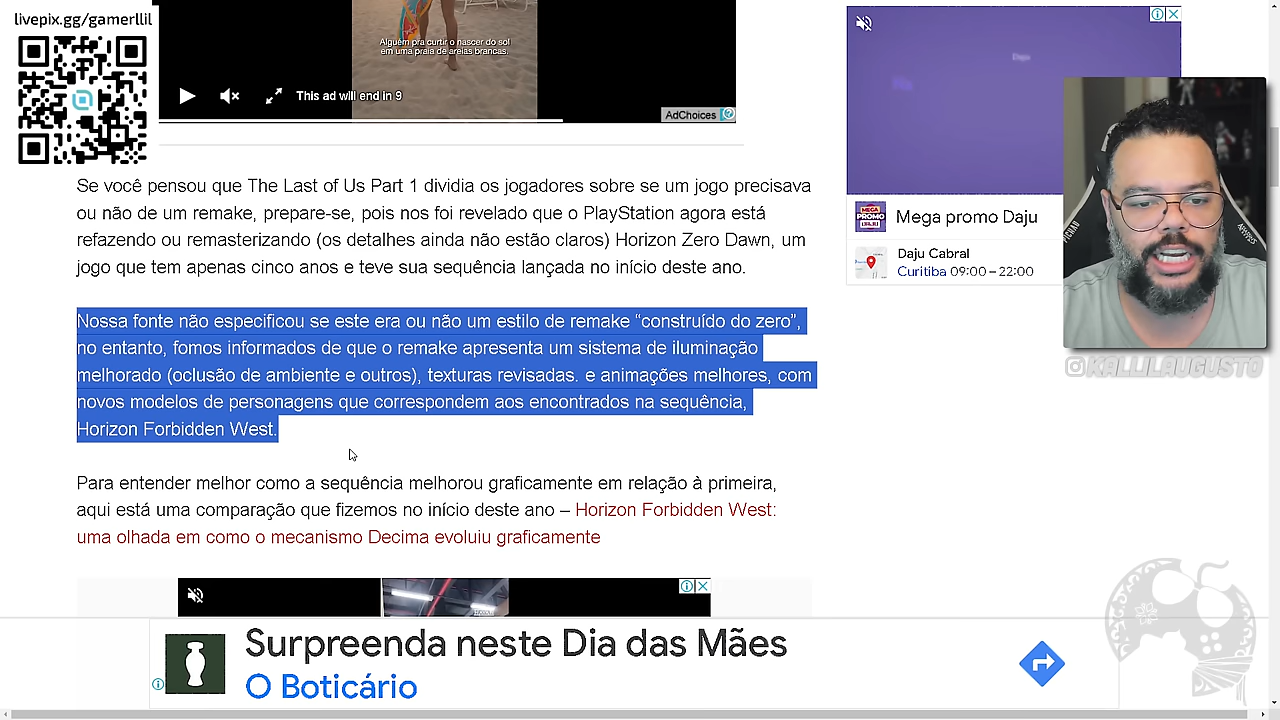 livepix.gg/gamerllil
Alguém pra curtir o nascer do sol
em uma praia de areias brancas.
This ad will end in 9
AdChoices
Se você pensou que The Last of Us Part 1 dividia os jogadores sobre se um jogo precisava
ou não de um remake, prepare-se, pois nos foi revelado que o PlayStation agora está
refazendo ou remasterizando (os detalhes ainda não estão claros) Horizon Zero Dawn, um
jogo que tem apenas cinco anos e teve sua sequência lançada no início deste ano.
Nossa fonte não especificou se este era ou não um estilo de remake “construído do zero”,
no entanto, fomos informados de que o remake apresenta um sistema de iluminação
melhorado (oclusão de ambiente e outros), texturas revisadas. e animações melhores, com
novos modelos de personagens que correspondem aos encontrados na sequência,
Horizon Forbidden West.
Para entender melhor como a sequência melhorou graficamente em relação à primeira,
aqui está uma comparação que fizemos no início deste ano – Horizon Forbidden West:
uma olhada em como o mecanismo Decima evoluiu graficamente
Daju
MEGA
PROMO
DAJU
Mega promo Daju
Daju Cabral
Curitiba 09:00 – 22:00
PICHAU
@KALLILAUGUSTO
Surpreenda neste Dia das Mães
O Boticário